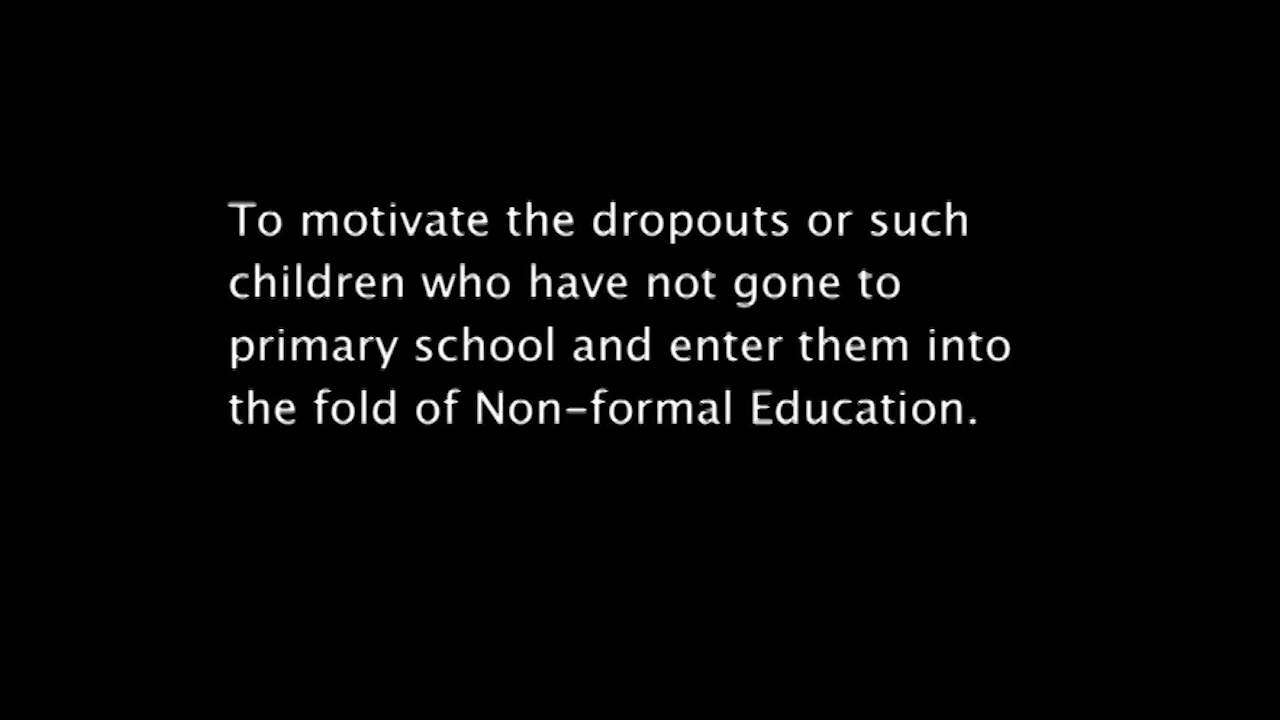 To motivate the dropouts or such
children who have not gone to
primary school and enter them into
the fold of Non-formal Education.